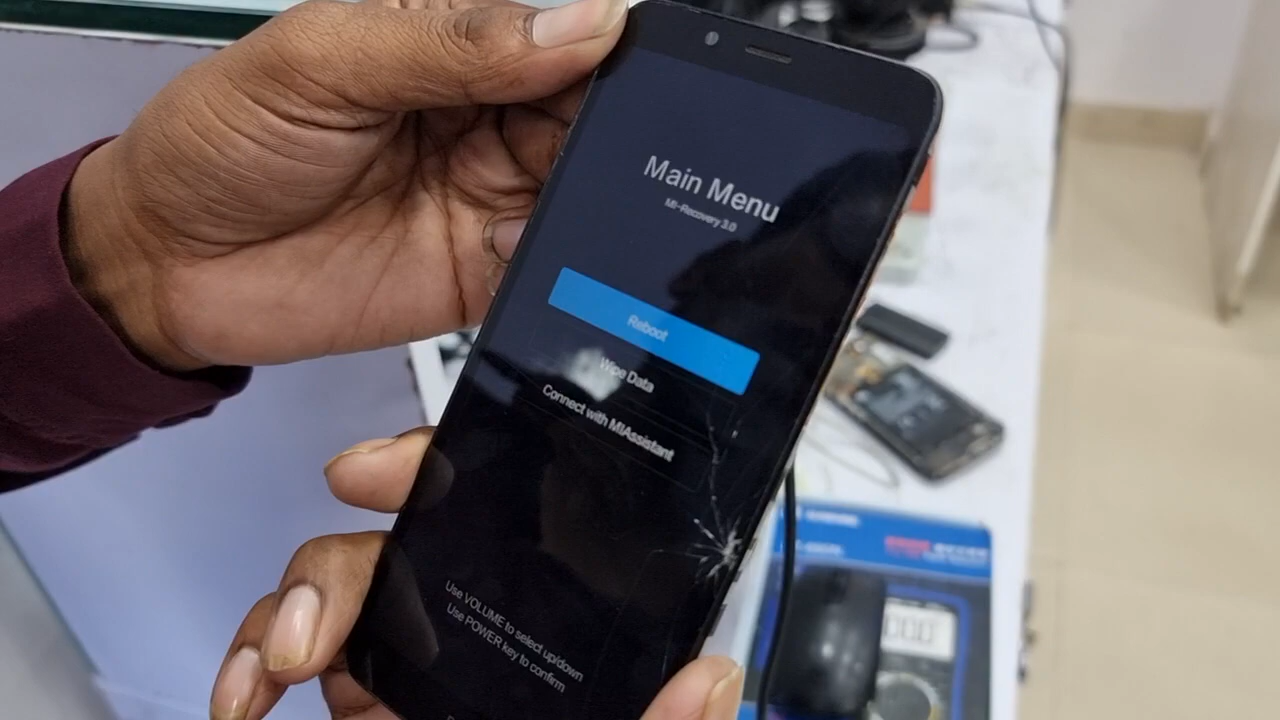 Main Menu
MI-Recovery 3.0
Reboot
Wipe Data
Connect with MIAssistant
Use VOLUME to select up/down
Use POWER key to confirm